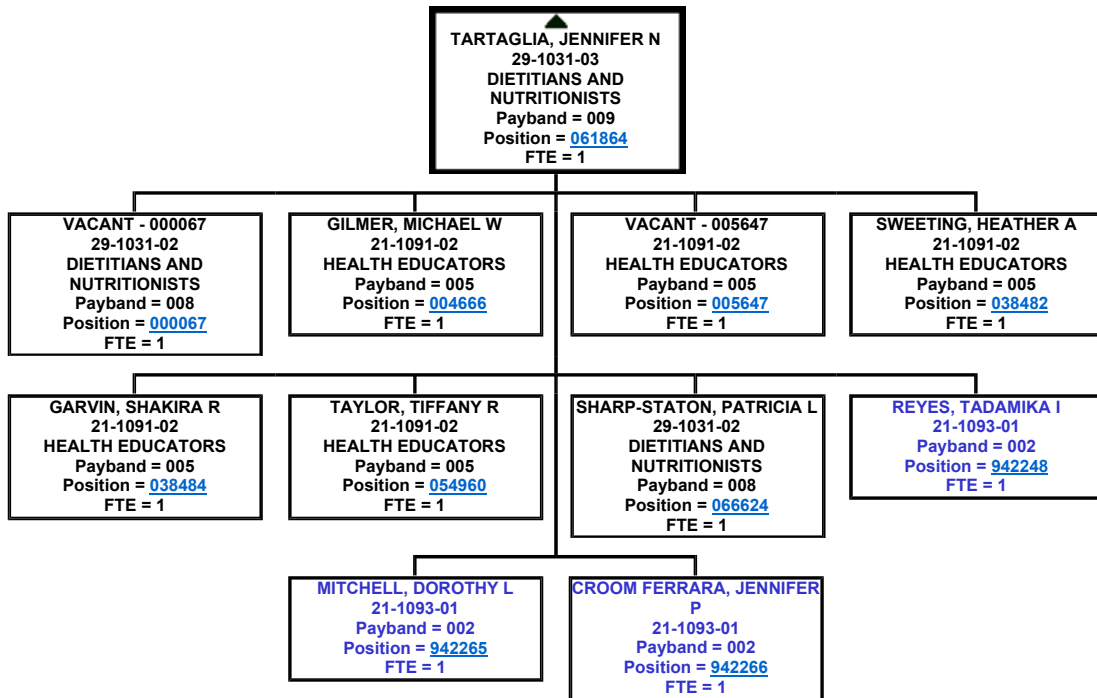 TARTAGLIA, JENNIFER N
29-1031-03
DIETITIANS AND
NUTRITIONISTS
Payband = 009
Position = 061864
FTE = 1
VACANT - 000067
29-1031-02
DIETITIANS AND
NUTRITIONISTS
Payband = 008
Position = 000067
FTE = 1
GILMER, MICHAEL W
21-1091-02
HEALTH EDUCATORS
Payband = 005
Position = 004666
FTE = 1
VACANT - 005647
21-1091-02
HEALTH EDUCATORS
Payband = 005
Position = 005647
FTE = 1
SWEETING, HEATHER A
21-1091-02
HEALTH EDUCATORS
Payband = 005
Position = 038482
FTE = 1
GARVIN, SHAKIRA R
21-1091-02
HEALTH EDUCATORS
Payband = 005
Position = 038484
FTE = 1
TAYLOR, TIFFANY R
21-1091-02
HEALTH EDUCATORS
Payband = 005
Position = 054960
FTE = 1
SHARP-STATON, PATRICIA L
29-1031-02
DIETITIANS AND
NUTRITIONISTS
Payband = 008
Position = 066624
FTE = 1
REYES, TADAMIKA I
21-1093-01
Payband = 002
Position = 942248
FTE = 1
MITCHELL, DOROTHY L
21-1093-01
Payband = 002
Position = 942265
FTE = 1
CROOM FERRARA, JENNIFER
P
21-1093-01
Payband = 002
Position = 942266
FTE = 1